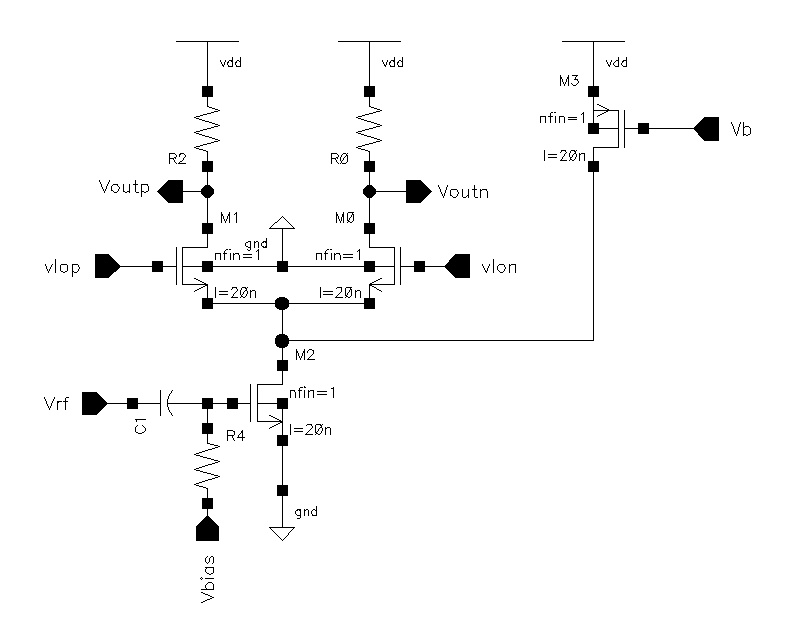 vdd
vdd
vdd
M3
nfin=1
Vb
l=20n
R2
R0
Voutp
Voutn
M1
M0
gnd
nfin=1
nfin=1
vlop
vlon
l=20n
l=20n
M2
nfin=1
Vrf
C1
R4
l=20n
gnd
Vbias